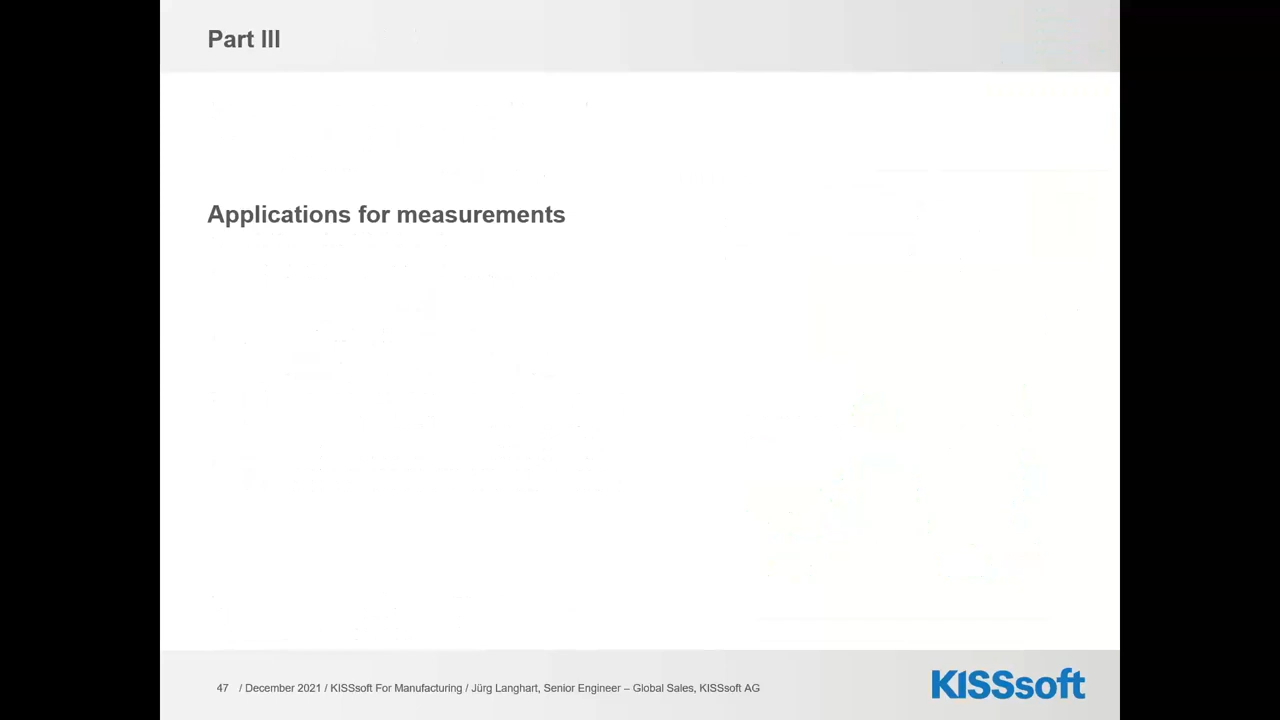 Part III
Applications for measurements
47 / December 2021 / KISSsoft For Manufacturing / Jürg Langhart, Senior Engineer – Global Sales, KISSsoft AG
KISSsoft